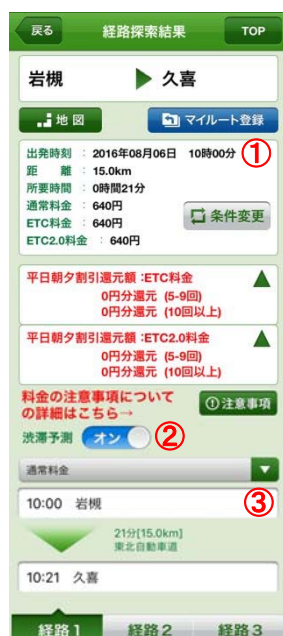 戻る 経路探索結果 TOP
岩槻 ▶ 久喜
地図 マイルート登録
①
出発時刻 : 2016年08月06日 10時00分
距離 : 15.0km
所要時間 : 0時間21分
通常料金 : 640円
ETC料金 : 640円
ETC2.0料金 : 640円
条件変更
平日朝夕割引還元額 :ETC料金
0円分還元 (5-9回)
0円分還元 (10回以上)
平日朝夕割引還元額 :ETC2.0料金
0円分還元 (5-9回)
0円分還元 (10回以上)
料金の注意事項について
の詳細はこちら→
①注意事項
渋滞予測 オン ②
通常料金
10:00 岩槻 ③
21分[15.0km]
東北自動車道
10:21 久喜
経路1 経路2 経路3